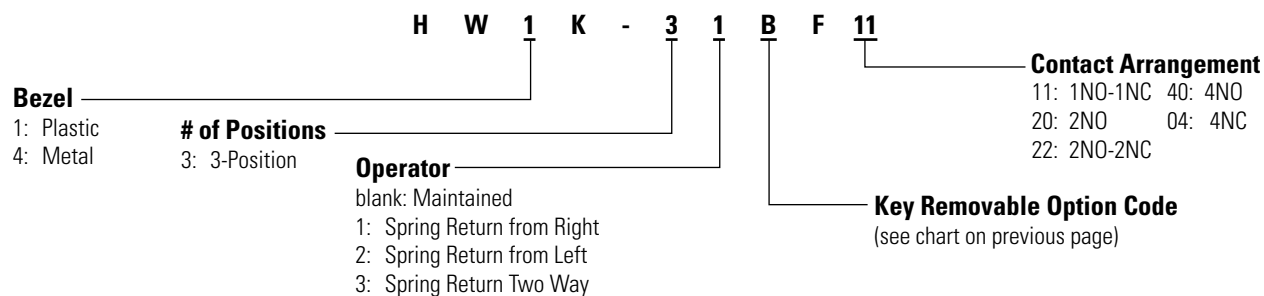 H W 1 K - 3 1 B F 11
Bezel
1: Plastic
4: Metal
# of Positions
3: 3-Position
Operator
blank: Maintained
1: Spring Return from Right
2: Spring Return from Left
3: Spring Return Two Way
Key Removable Option Code
(see chart on previous page)
Contact Arrangement
11: 1NO-1NC 40: 4NO
20: 2NO 04: 4NC
22: 2NO-2NC